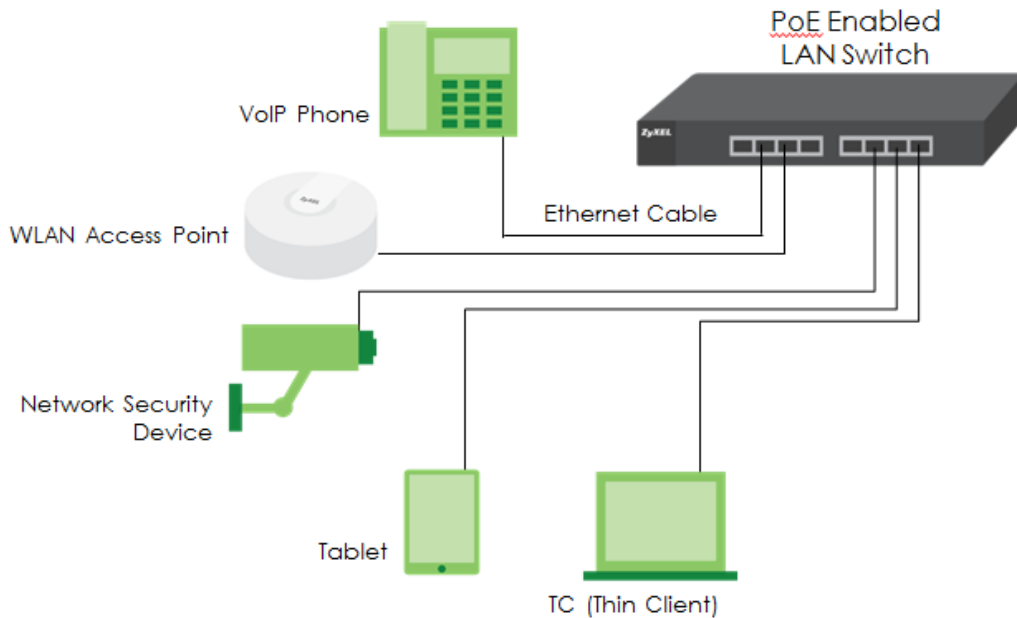 PoE Enabled
LAN Switch
VoIP Phone
ZyXEL
Ethernet Cable
ZyXEL
WLAN Access Point
Network Security
Device
Tablet
TC (Thin Client)